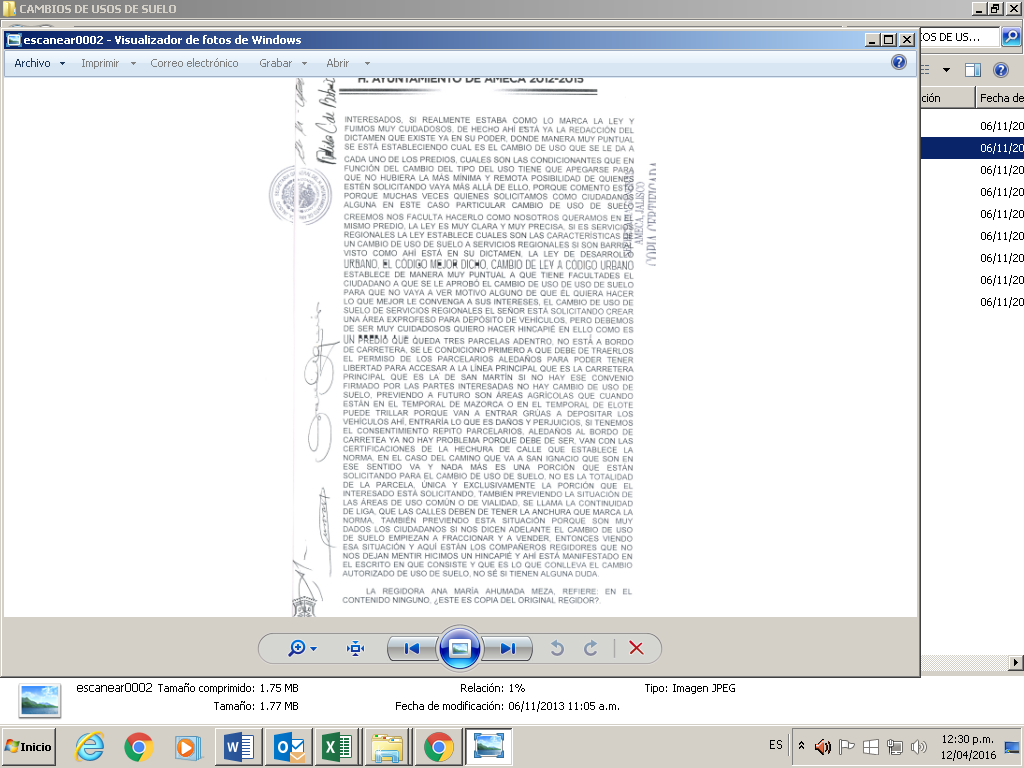 CAMBIOS DE USOS DE SUELO
escanear0002 - Visualizador de fotos de Windows
OS DE US...
Archivo Imprimir Correo electrónico Grabar Abrir
ción Fecha de
06/11/20
06/11/20
06/11/20
06/11/20
06/11/20
06/11/20
06/11/20
06/11/20
06/11/20
H. AYUNTAMIENTO DE AMECA 2012-2015
INTERESADOS, SI REALMENTE ESTABA COMO LO MARCA LA LEY Y
FUIMOS MUY CUIDADOSOS, DE HECHO AHÍ ESTÁ YA LA REDACCIÓN DEL
DICTAMEN QUE EXISTE YA EN SU PODER, DONDE MANERA MUY PUNTUAL
SE ESTÁ ESTABLECIENDO CUAL ES EL CAMBIO DE USO QUE SE LE DA A
CADA UNO DE LOS PREDIOS, CUALES SON LAS CONDICIONANTES QUE EN
FUNCIÓN DEL CAMBIO DEL TIPO DEL USO TIENE QUE APEGARSE PARA
QUE NO HUBIERA LA MÁS MÍNIMA Y REMOTA POSIBILIDAD DE QUIENES
ESTÉN SOLICITANDO VAYA MÁS ALLÁ DE ELLO, PORQUE COMENTO ESTO
PORQUE MUCHAS VECES QUIENES SOLICITAMOS COMO CIUDADANOS
ALGUNA EN ESTE CASO PARTICULAR CAMBIO DE USO DE SUELO
CREEMOS NOS FACULTA HACERLO COMO NOSOTROS QUERAMOS EN EL
MISMO PREDIO, LA LEY ES MUY CLARA Y MUY PRECISA, SI ES SERVICIOS
REGIONALES LA LEY ESTABLECE CUALES SON LAS CARACTERÍSTICAS DE
UN CAMBIO DE USO DE SUELO A SERVICIOS REGIONALES SI SON BARRIAL
VISTO COMO AHÍ ESTÁ EN SU DICTAMEN, LA LEY DE DESARROLLO
URBANO, EL CÓDIGO MEJOR DICHO, CAMBIO DE LEY A CÓDIGO URBANO
ESTABLECE DE MANERA MUY PUNTUAL A QUE TIENE FACULTADES EL
CIUDADANO A QUE SE LE APROBÓ EL CAMBIO DE USO DE USO DE SUELO
PARA QUE NO VAYA A VER MOTIVO ALGUNO DE QUE ÉL QUIERA HACER
LO QUE MEJOR LE CONVENGA A SUS INTERESES, EL CAMBIO DE USO DE
SUELO DE SERVICIOS REGIONALES EL SEÑOR ESTÁ SOLICITANDO CREAR
UNA ÁREA EXPROFESO PARA DEPÓSITO DE VEHÍCULOS, PERO DEBEMOS
DE SER MUY CUIDADOSOS QUIERO HACER HINCAPIÉ EN ELLO COMO ES
UN PREDIO QUE QUEDA TRES PARCELAS ADENTRO, NO ESTÁ A BORDO
DE CARRETERA, SE LE CONDICIONO PRIMERO A QUE DEBE DE TRAERLOS
EL PERMISO DE LOS PARCELARIOS ALEDAÑOS PARA PODER TENER
LIBERTAD PARA ACCESAR A LA LÍNEA PRINCIPAL QUE ES LA CARRETERA
PRINCIPAL QUE ES LA DE SAN MARTÍN SI NO HAY ESE CONVENIO
FIRMADO POR LAS PARTES INTERESADAS NO HAY CAMBIO DE USO DE
SUELO, PREVIENDO A FUTURO SON ÁREAS AGRÍCOLAS QUE CUANDO
ESTÁN EN EL TEMPORAL DE MAZORCA O EN EL TEMPORAL DE ELOTE
PUEDE TRILLAR PORQUE VAN A ENTRAR GRÚAS A DEPOSITAR LOS
VEHÍCULOS AHÍ, ENTRARÍA LO QUE ES DAÑOS Y PERJUICIOS, SI TENEMOS
EL CONSENTIMIENTO REPITO PARCELARIOS, ALEDAÑOS AL BORDO DE
CARRETEA YA NO HAY PROBLEMA PORQUE DEBE DE SER, VAN CON LAS
CERTIFICACIONES DE LA HECHURA DE CALLE QUE ESTABLECE LA
NORMA, EN EL CASO DEL CAMINO QUE VA A SAN IGNACIO QUE SON EN
ESE SENTIDO VA Y NADA MÁS ES UNA PORCIÓN QUE ESTÁN
SOLICITANDO PARA EL CAMBIO DE USO DE SUELO, NO ES LA TOTALIDAD
DE LA PARCELA, ÚNICA Y EXCLUSIVAMENTE LA PORCIÓN QUE EL
INTERESADO ESTÁ SOLICITANDO, TAMBIÉN PREVIENDO LA SITUACIÓN DE
LAS ÁREAS DE USO COMÚN O DE VIALIDAD, SE LLAMA LA CONTINUIDAD
DE LIGA, QUE LAS CALLES DEBEN DE TENER LA ANCHURA QUE MARCA LA
NORMA, TAMBIÉN PREVIENDO ESTA SITUACIÓN PORQUE SON MUY
DADOS LOS CIUDADANOS SI NOS DICEN ADELANTE EL CAMBIO DE USO
DE SUELO EMPIEZAN A FRACCIONAR Y A VENDER, ENTONCES VIENDO
ESA SITUACIÓN Y AQUÍ ESTÁN LOS COMPAÑEROS REGIDORES QUE NO
NOS DEJAN MENTIR HICIMOS UN HINCAPIÉ Y AHÍ ESTÁ MANIFESTADO EN
EL ESCRITO EN QUE CONSISTE Y QUE ES LO QUE CONLLEVA EL CAMBIO
AUTORIZADO DE USO DE SUELO, NO SÉ SI TIENEN ALGUNA DUDA.
LA REGIDORA ANA MARÍA AHUMADA MEZA, REFIERE: EN EL
CONTENIDO NINGUNO, ¿ESTE ES COPIA DEL ORIGINAL REGIDOR?.
AMECA, JALISCO
COPIA CERTIFICADA
escanear0002 Tamaño comprimido: 1.75 MB Relación: 1% Tipo: Imagen JPEG
Tamaño: 1.77 MB Fecha de modificación: 06/11/2013 11:05 a.m.
Inicio ES 12:30 p.m.
12/04/2016